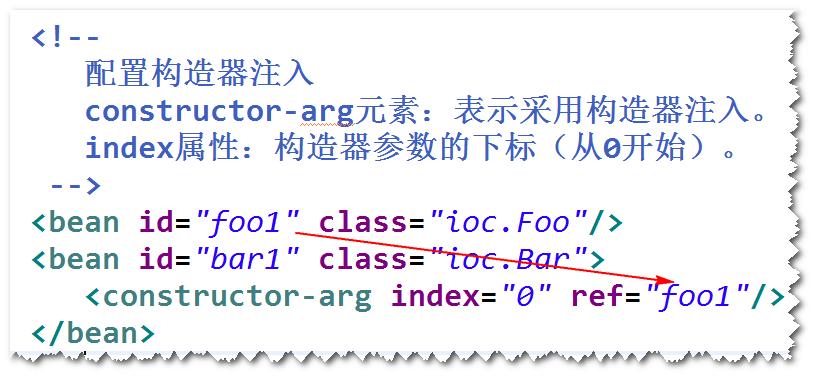 <!--
配置构造器注入
constructor-arg元素：表示采用构造器注入。
index属性：构造器参数的下标（从0开始）。
-->
<bean id="foo1" class="ioc.Foo"/>
<bean id="bar1" class="ioc.Bar">
<constructor-arg index="0" ref="foo1"/>
</bean>